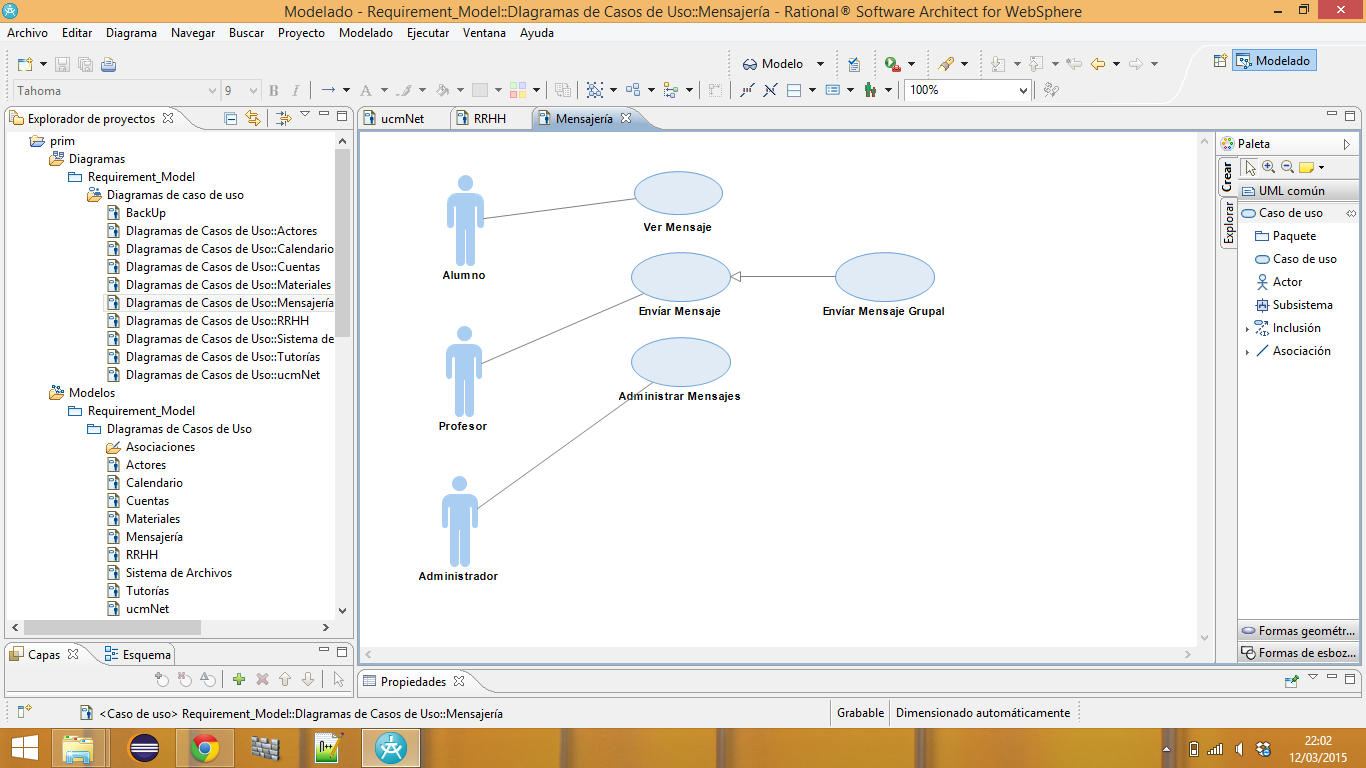 Modelado - Requirement_Model::DIagramas de Casos de Uso::Mensajería - Rational® Software Architect for WebSphere
Archivo Editar Diagrama Navegar Buscar Proyecto Modelado Ejecutar Ventana Ayuda
Modelo
Modelado
Tahoma 9 B I A 100%
Explorador de proyectos
prim
Diagramas
Requirement_Model
Diagramas de caso de uso
BackUp
DIagramas de Casos de Uso::Actores
DIagramas de Casos de Uso::Calendario
DIagramas de Casos de Uso::Cuentas
DIagramas de Casos de Uso::Materiales
DIagramas de Casos de Uso::Mensajería
DIagramas de Casos de Uso::RRHH
DIagramas de Casos de Uso::Sistema de
DIagramas de Casos de Uso::Tutorías
DIagramas de Casos de Uso::ucmNet
Modelos
Requirement_Model
DIagramas de Casos de Uso
Asociaciones
Actores
Calendario
Cuentas
Materiales
Mensajería
RRHH
Sistema de Archivos
Tutorías
ucmNet
Capas
Esquema
ucmNet
RRHH
Mensajería
Alumno
Ver Mensaje
Envíar Mensaje
Envíar Mensaje Grupal
Profesor
Administrar Mensajes
Administrador
Paleta
Crear
Explorar
UML común
Caso de uso
Paquete
Caso de uso
Actor
Subsistema
Inclusión
Asociación
Formas geométr...
Formas de esboz...
Propiedades
<Caso de uso> Requirement_Model::DIagramas de Casos de Uso::Mensajería
Grabable
Dimensionado automáticamente
22:02
12/03/2015